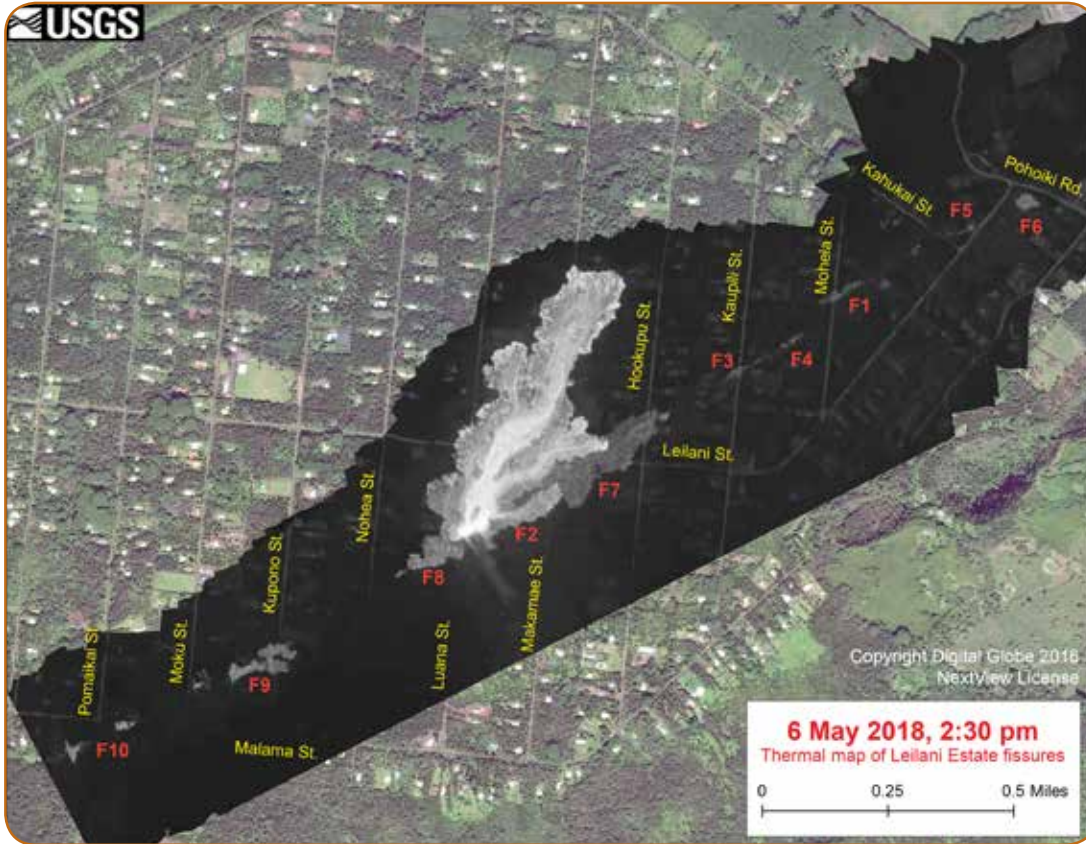 USGS
Pohoiki Rd.
Kahukai St.
F5
F6
Mohela St.
Kaupili St.
F1
Hookupu St.
F3
F4
Leilani St.
F7
Nohea St.
F2
Kupono St.
F8
Makamae St.
Luana St.
Moku St.
Pomaikai St.
F9
F10
Malama St.
Copyright Digital Globe 2016
NextView License
6 May 2018, 2:30 pm
Thermal map of Leilani Estate fissures
0 0.25 0.5 Miles